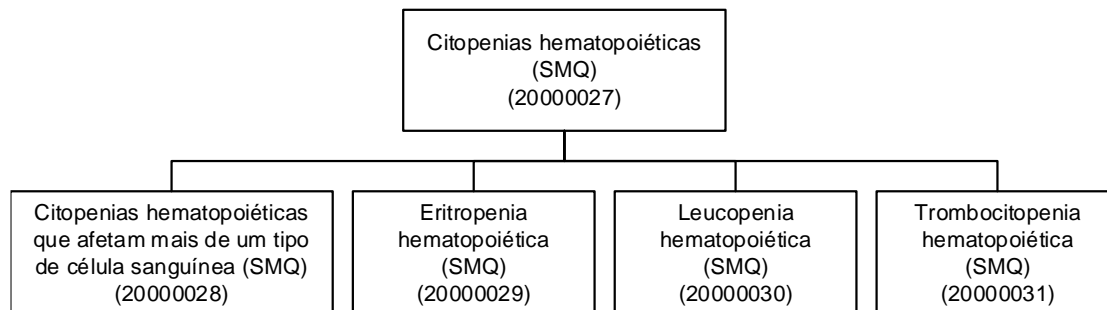 Citopenias hematopoiéticas
(SMQ)
(20000027)
Citopenias hematopoiéticas
que afetam mais de um tipo
de célula sanguínea (SMQ)
(20000028)
Eritropenia
hematopoiética
(SMQ)
(20000029)
Leucopenia
hematopoiética
(SMQ)
(20000030)
Trombocitopenia
hematopoiética
(SMQ)
(20000031)